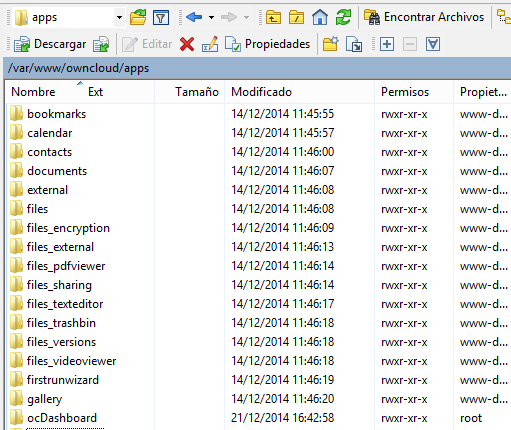 apps Encontrar Archivos
Descargar Editar Propiedades
/var/www/owncloud/apps
Nombre Ext Tamaño Modificado Permisos Propiet...
bookmarks 14/12/2014 11:45:55 rwxr-xr-x www-d...
calendar 14/12/2014 11:45:57 rwxr-xr-x www-d...
contacts 14/12/2014 11:46:00 rwxr-xr-x www-d...
documents 14/12/2014 11:46:07 rwxr-xr-x www-d...
external 14/12/2014 11:46:08 rwxr-xr-x www-d...
files 14/12/2014 11:46:08 rwxr-xr-x www-d...
files_encryption 14/12/2014 11:46:09 rwxr-xr-x www-d...
files_external 14/12/2014 11:46:13 rwxr-xr-x www-d...
files_pdfviewer 14/12/2014 11:46:14 rwxr-xr-x www-d...
files_sharing 14/12/2014 11:46:14 rwxr-xr-x www-d...
files_texteditor 14/12/2014 11:46:17 rwxr-xr-x www-d...
files_trashbin 14/12/2014 11:46:18 rwxr-xr-x www-d...
files_versions 14/12/2014 11:46:18 rwxr-xr-x www-d...
files_videoviewer 14/12/2014 11:46:18 rwxr-xr-x www-d...
firstrunwizard 14/12/2014 11:46:19 rwxr-xr-x www-d...
gallery 14/12/2014 11:46:20 rwxr-xr-x www-d...
ocDashboard 21/12/2014 16:42:58 rwxr-xr-x root